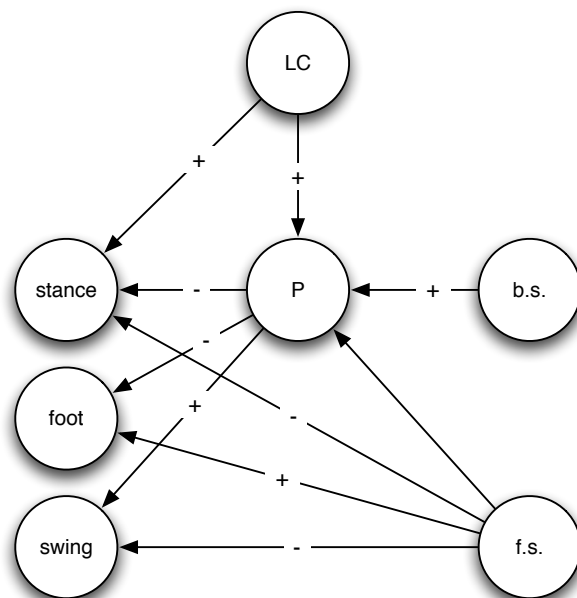 LC
+
+
stance
-
P
+
b.s.
-
foot
+
-
+
swing
-
f.s.